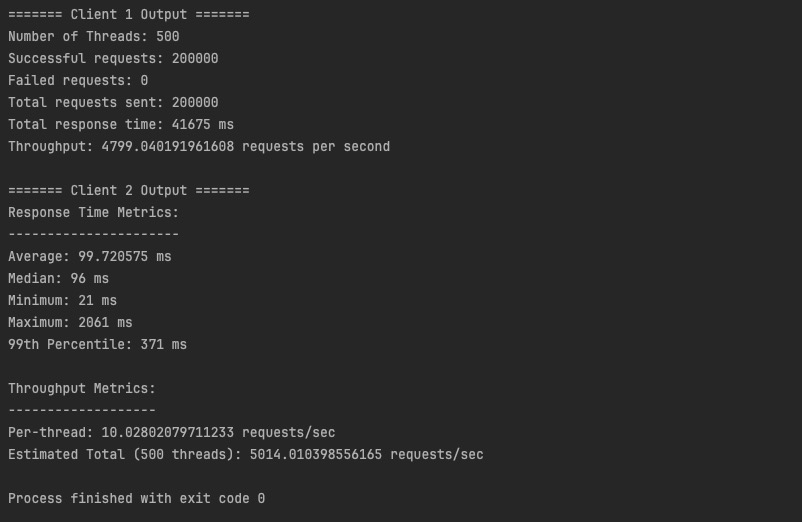 ======= Client 1 Output =======
Number of Threads: 500
Successful requests: 200000
Failed requests: 0
Total requests sent: 200000
Total response time: 41675 ms
Throughput: 4799.040191961608 requests per second
======= Client 2 Output =======
Response Time Metrics:
----------------------
Average: 99.720575 ms
Median: 96 ms
Minimum: 21 ms
Maximum: 2061 ms
99th Percentile: 371 ms
Throughput Metrics:
-------------------
Per-thread: 10.02802079711233 requests/sec
Estimated Total (500 threads): 5014.010398556165 requests/sec
Process finished with exit code 0